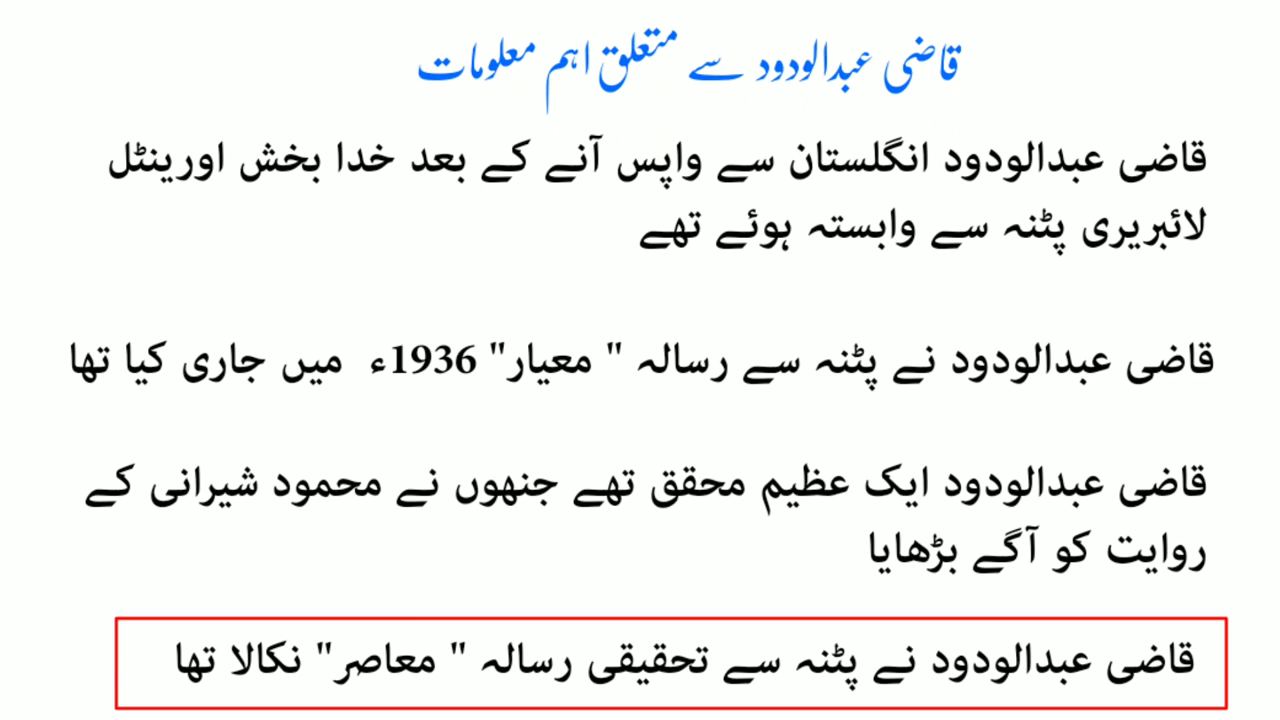 قاضی عبدالودود سے متعلق اہم معلومات
قاضی عبدالودود انگلستان سے واپس آنے کے بعد خدا بخش اورینٹل
لائبریری پٹنہ سے وابستہ ہوئے تھے
قاضی عبدالودود نے پٹنہ سے رسالہ " معیار" 1936ء میں جاری کیا تھا
قاضی عبدالودود ایک عظیم محقق تھے جنھوں نے محمود شیرانی کے
روایت کو آگے بڑھایا
قاضی عبدالودود نے پٹنہ سے تحقیقی رسالہ " معاصر" نکالا تھا